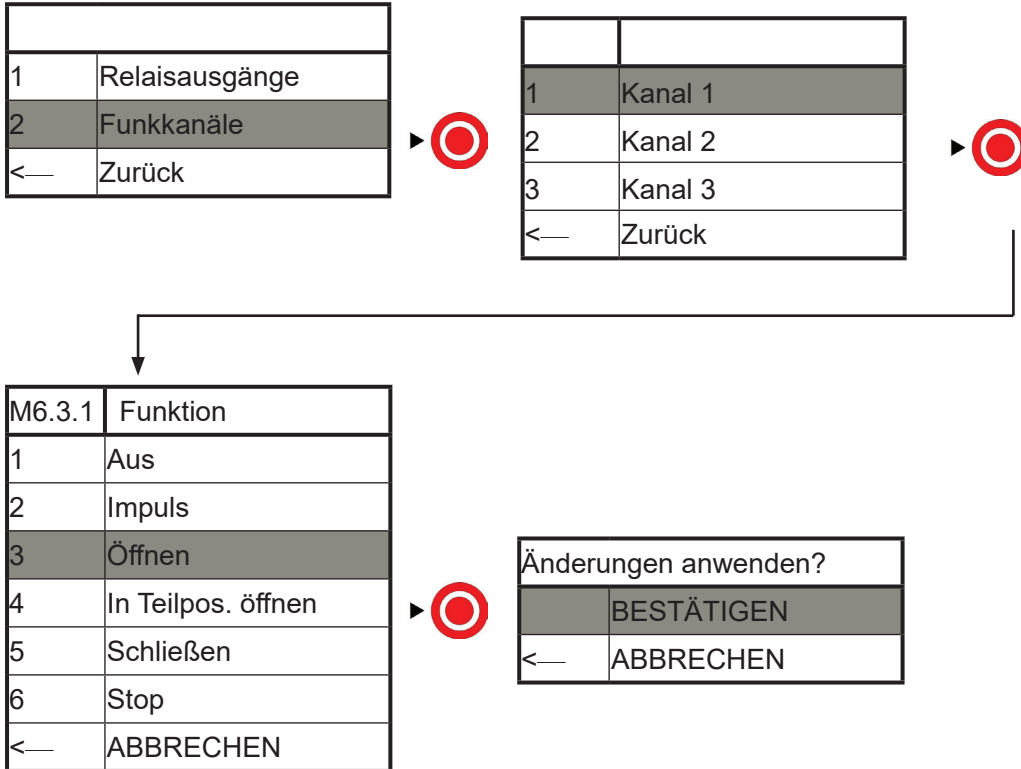 1 Relaisausgänge
2 Funkkanäle
<— Zurück
1 Kanal 1
2 Kanal 2
3 Kanal 3
<— Zurück
M6.3.1 Funktion
1 Aus
2 Impuls
3 Öffnen
4 In Teilpos. öffnen
5 Schließen
6 Stop
<— ABBRECHEN
Änderungen anwenden?
BESTÄTIGEN
<— ABBRECHEN